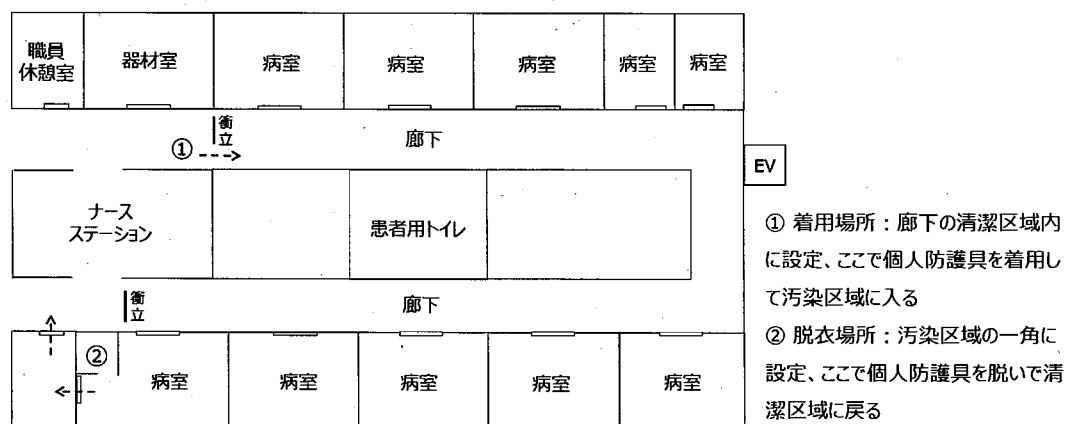 職員
休憩室
器材室
病室
病室
病室
病室
病室
衝
立
廊下
①
EV
ナース
ステーション
患者用トイレ
衝
立
廊下
②
病室
病室
病室
病室
病室
① 着用場所：廊下の清潔区域内
に設定、ここで個人防護具を着用し
て汚染区域に入る
② 脱衣場所：汚染区域の一角に
設定、ここで個人防護具を脱いで清
潔区域に戻る